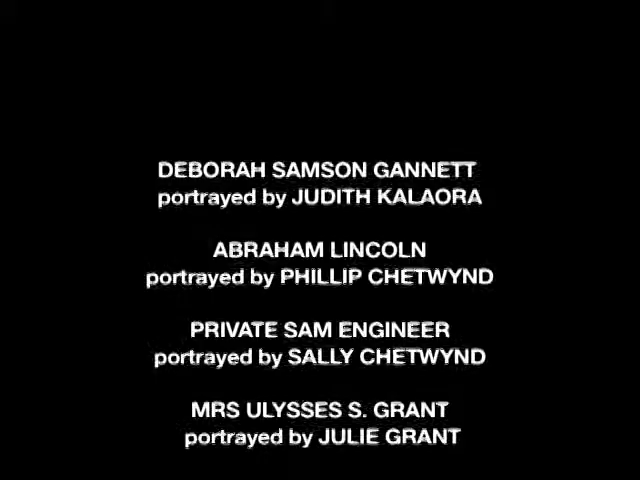 DEBORAH SAMSON GANNETT
portrayed by JUDITH KALAORA
ABRAHAM LINCOLN
portrayed by PHILLIP CHETWYND
PRIVATE SAM ENGINEER
portrayed by SALLY CHETWYND
MRS ULYSSES S. GRANT
portrayed by JULIE GRANT